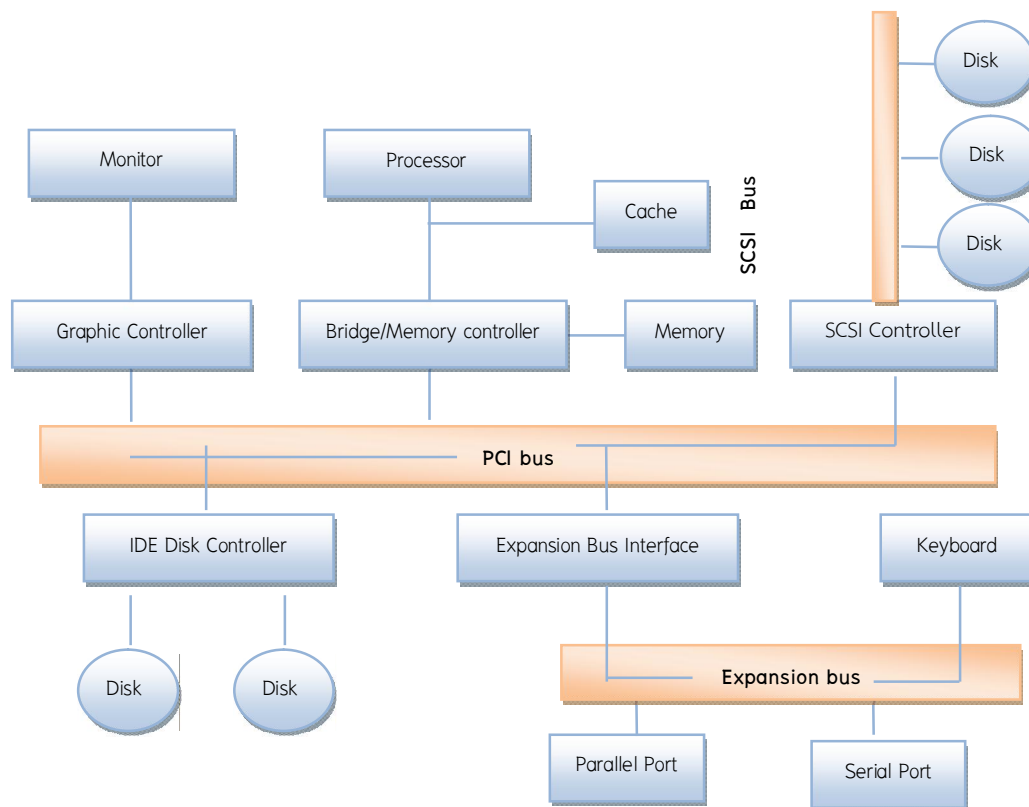 Disk
Monitor
Processor
Disk
Cache
SCSI Bus
Disk
Graphic Controller
Bridge/Memory controller
Memory
SCSI Controller
PCI bus
IDE Disk Controller
Expansion Bus Interface
Keyboard
Disk
Disk
Expansion bus
Parallel Port
Serial Port